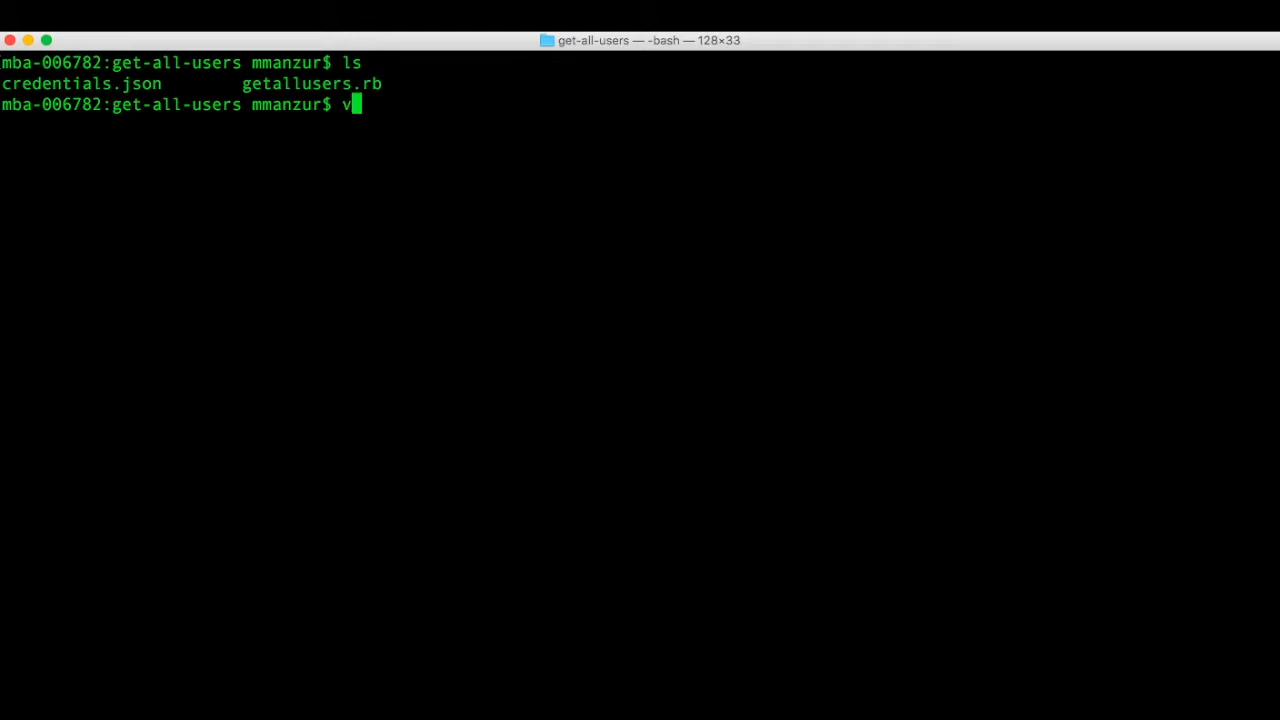 get-all-users — -bash — 128×33
mba-006782:get-all-users mmanzur$ ls
credentials.json        getallusers.rb
mba-006782:get-all-users mmanzur$ v